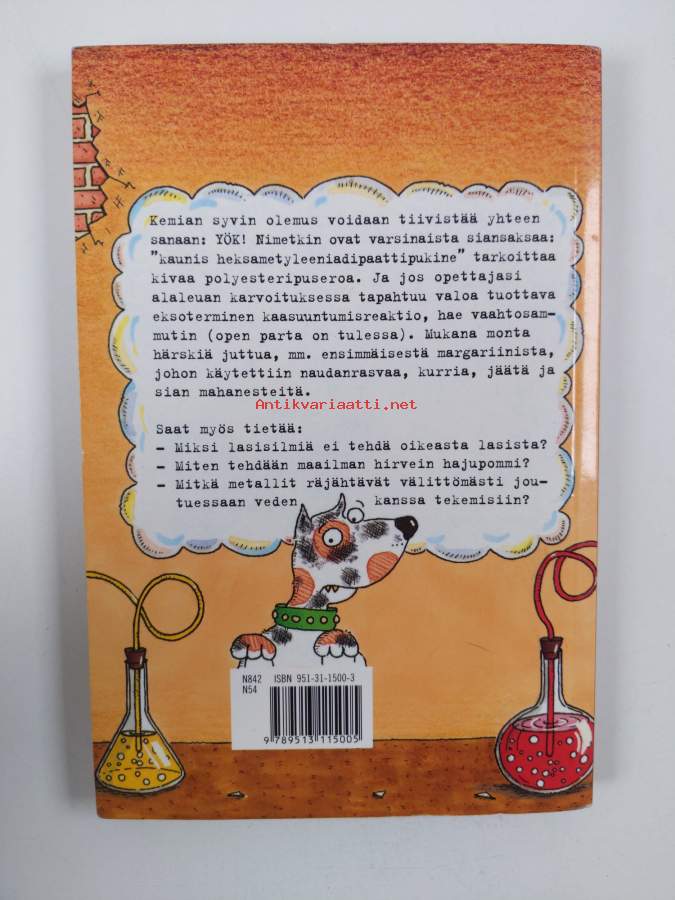 Kemian syvin olemus voidaan tiivistää yhteen
sanaan: YÖK! Nimetkin ovat varsinaista siansaksaa:
"kaunis heksametyleeniadipaattipukine" tarkoittaa
kivaa polyesteripuseroa. Ja jos opettajasi
alaleuan karvoituksessa tapahtuu valoa tuottava
eksoterminen kaasuuntumisreaktio, hae vaahtosam-
mutin (open parta on tulessa). Mukana monta
härskiä juttua, mm. ensimmäisestä margariinista,
johon käytettiin naudanrasvaa, kurria, jäätä ja
sian mahanesteitä.
Antikvariaatti.net
Saat myös tietää:
– Miksi lasisilmiä ei tehdä oikeasta lasista?
– Miten tehdään maailman hirvein hajupommi?
– Mitkä metallit räjähtävät välittömästi jou-
tuessaan veden kanssa tekemisiin?
N842 ISBN 951-31-1500-3
N54
9 789513 115005